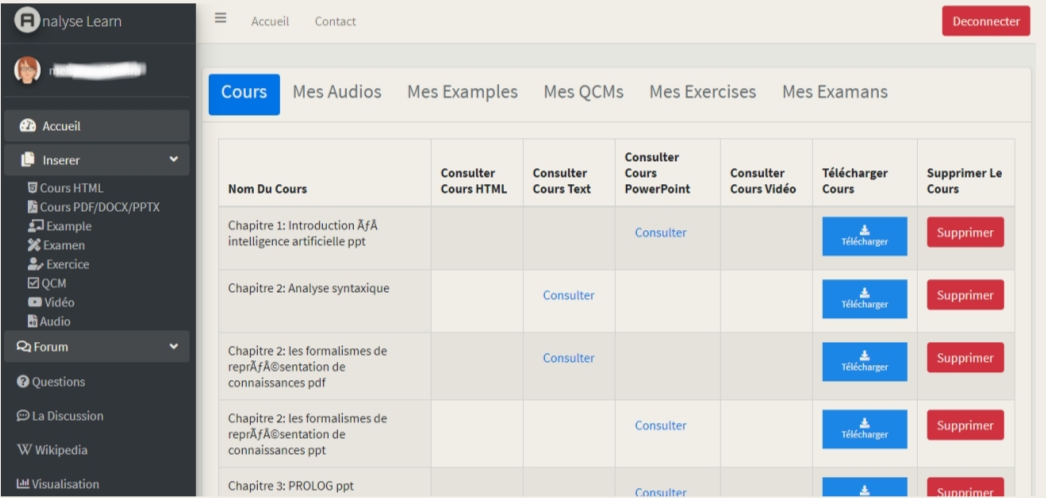 Analyse Learn
Accueil Contact
Deconnecter
Accueil
Inserer
Cours HTML
Cours PDF/DOCX/PPTX
Example
Examen
Exercice
QCM
Vidéo
Audio
Forum
Questions
La Discussion
Wikipedia
Visualisation
Cours Mes Audios Mes Examples Mes QCMs Mes Exercises Mes Examans
Nom Du Cours
Consulter
Cours HTML
Consulter
Cours Text
Consulter
Cours
PowerPoint
Consulter
Cours Vidéo
Télécharger
Cours
Supprimer Le
Cours
Chapitre 1: Introduction ÃƒÂ
intelligence artificielle ppt
Consulter
Télécharger
Supprimer
Chapitre 2: Analyse syntaxique
Consulter
Télécharger
Supprimer
Chapitre 2: les formalismes de
reprÃƒÂ©sentation de
connaissances pdf
Consulter
Télécharger
Supprimer
Chapitre 2: les formalismes de
reprÃƒÂ©sentation de
connaissances ppt
Consulter
Télécharger
Supprimer
Chapitre 3: PROLOG ppt
Consulter
Supprimer